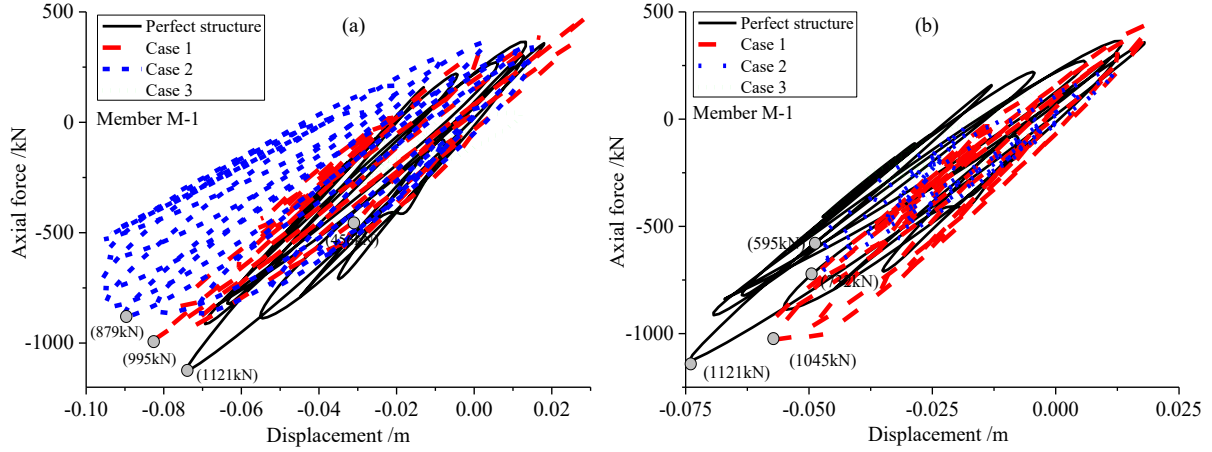 500
0
-500
-1000
Axial force /kN
-0.10
-0.08
-0.06
-0.04
-0.02
0.00
0.02
Displacement /m
(a)
Perfect structure
Case 1
Case 2
Case 3
Member M-1
(879kN)
(995kN)
(1121kN)
500
0
-500
-1000
Axial force /kN
-0.074
-0.050
-0.025
0.000
0.025
Displacement /m
(b)
Perfect structure
Case 1
Case 2
Case 3
Member M-1
(595kN)
(1121kN)
(1045kN)